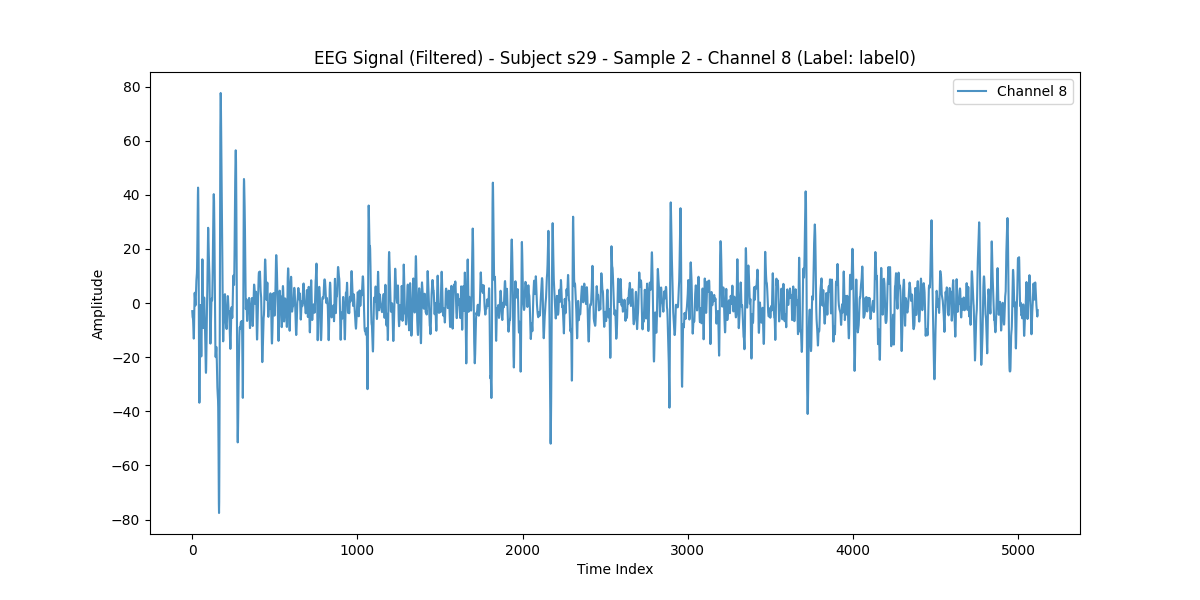 EEG Signal (Filtered) - Subject s29 - Sample 2 - Channel 8 (Label: label0)
Channel 8
Amplitude
80
60
40
20
0
−20
−40
−60
−80
0 1000 2000 3000 4000 5000
Time Index